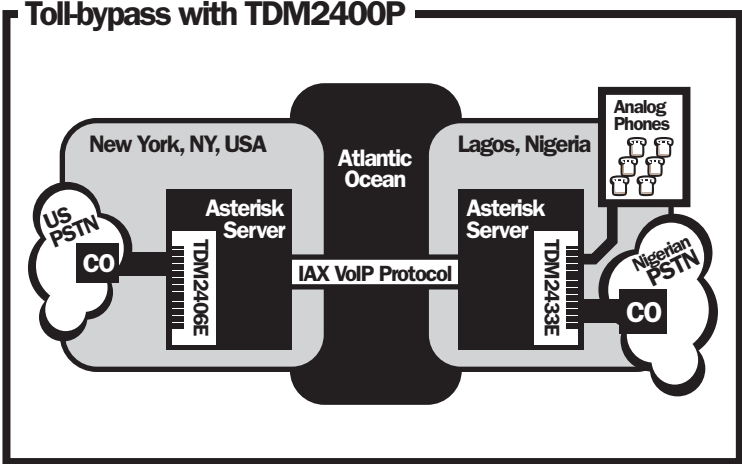 Toll-bypass with TDM2400P
New York, NY, USA
Atlantic
Ocean
Lagos, Nigeria
Analog
Phones
US
PSTN
CO
Asterisk
Server
TDM2406E
IAX VoIP Protocol
Asterisk
Server
TDM2433E
Nigerian
PSTN
CO